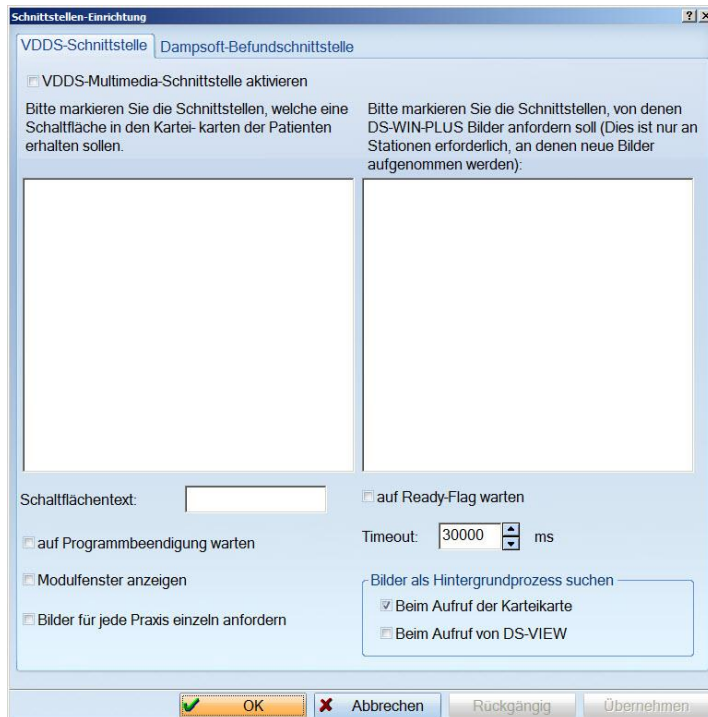 Schnittstellen-Einrichtung
VDDS-Schnittstelle
Dampsoft-Befundschnittstelle
VDDS-Multimedia-Schnittstelle aktivieren
Bitte markieren Sie die Schnittstellen, welche eine
Schaltfläche in den Kartei- karten der Patienten
erhalten sollen.
Bitte markieren Sie die Schnittstellen, von denen
DS-WIN-PLUS Bilder anfordern soll (Dies ist nur an
Stationen erforderlich, an denen neue Bilder
aufgenommen werden):
Schaltflächentext:
auf Programmbeendigung warten
Modulfenster anzeigen
Bilder für jede Praxis einzeln anfordern
auf Ready-Flag warten
Timeout: 30000 ms
Bilder als Hintergrundprozess suchen
Beim Aufruf der Karteikarte
Beim Aufruf von DS-VIEW
OK
Abbrechen
Rückgängig
Übernehmen